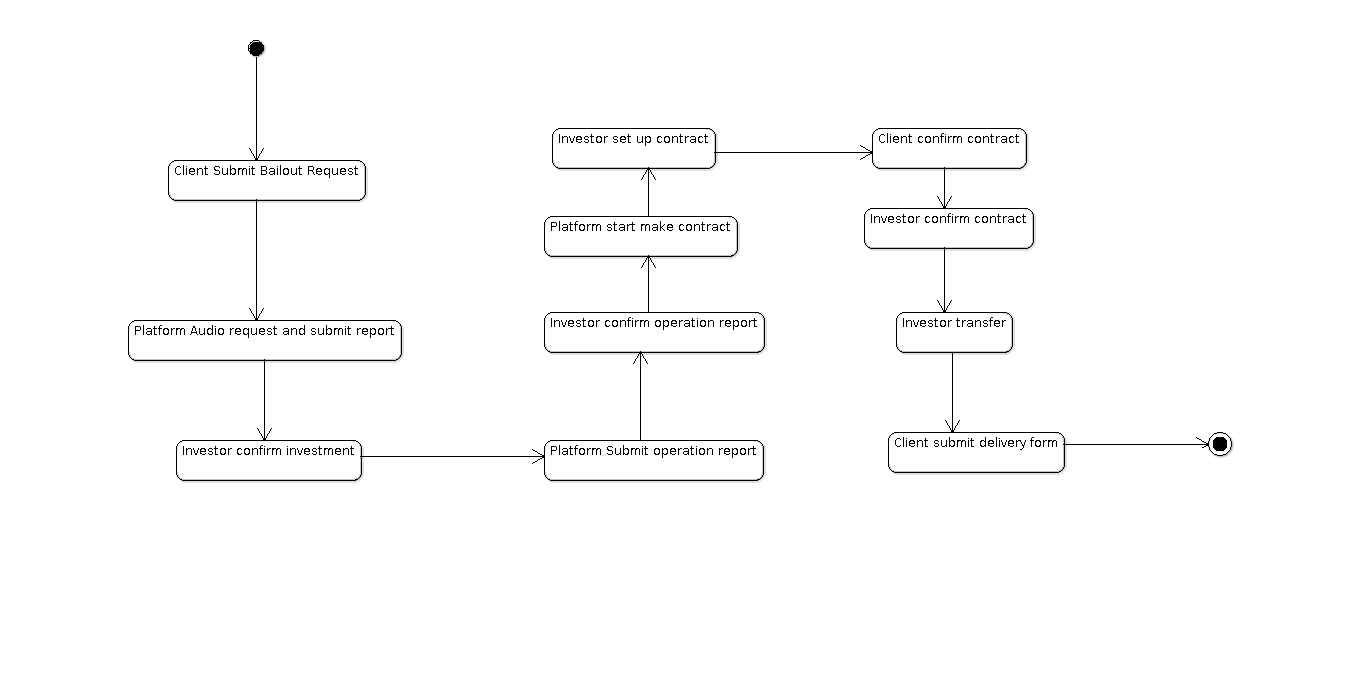 Client Submit Bailout Request
Platform Audio request and submit report
Investor confirm investment
Platform Submit operation report
Investor confirm operation report
Platform start make contract
Investor set up contract
Client confirm contract
Investor confirm contract
Investor transfer
Client submit delivery form